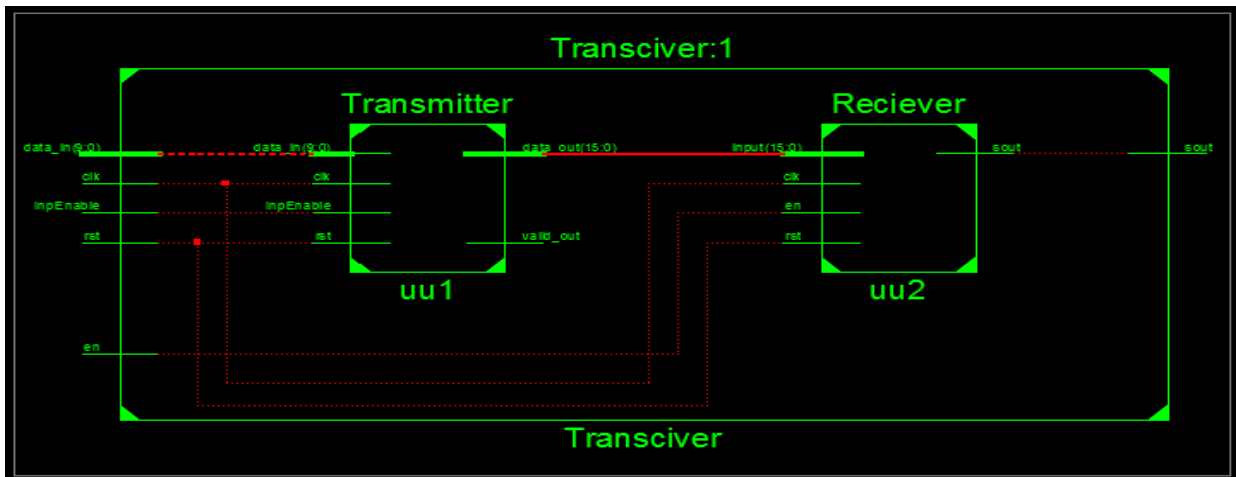 Transciver:1
Transmitter
Reciever
data_in(9:0)
data_in(9:0)
data_out(15:0)
input(15:0)
sout
sout
clk
clk
clk
InpEnable
InpEnable
en
rst
rst
valid_out
rst
uu1
uu2
en
Transciver